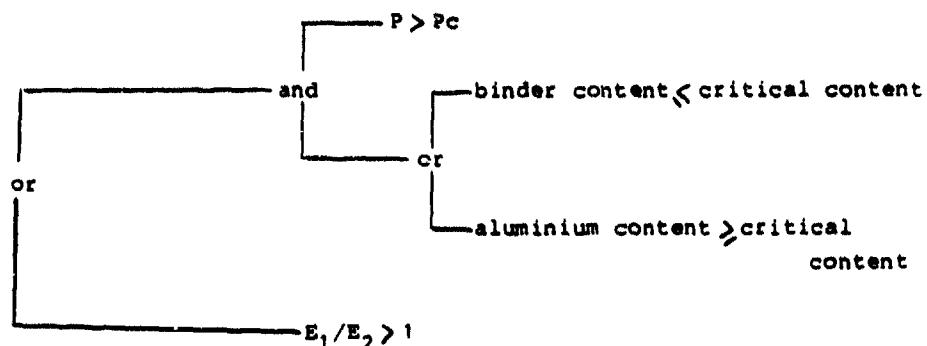 P > Pc
and
binder content ⩽ critical content
or
cr
aluminium content ⩾ critical
content
E₁/E₂ > 1